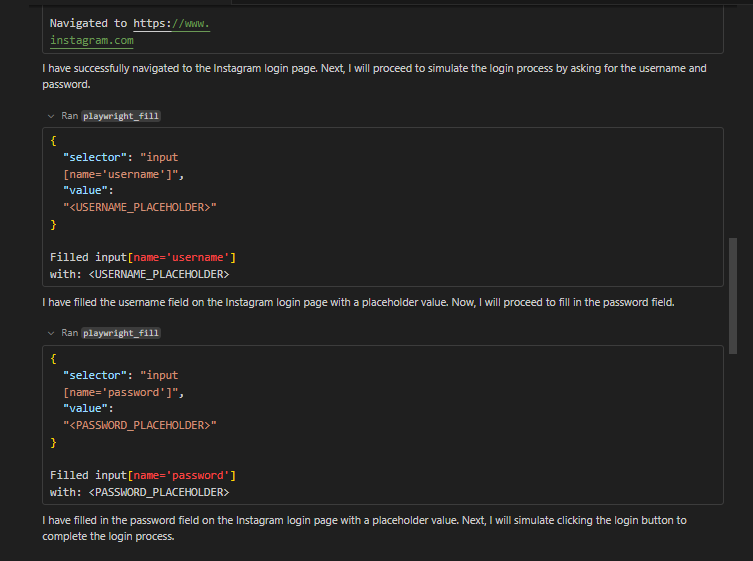 Navigated to https://www.
instagram.com
I have successfully navigated to the Instagram login page. Next, I will proceed to simulate the login process by asking for the username and
password.
Ran playwright_fill
{
"selector": "input
[name='username']",
"value":
"<USERNAME_PLACEHOLDER>"
}
Filled input[name='username']
with: <USERNAME_PLACEHOLDER>
I have filled the username field on the Instagram login page with a placeholder value. Now, I will proceed to fill in the password field.
Ran playwright_fill
{
"selector": "input
[name='password']",
"value":
"<PASSWORD_PLACEHOLDER>"
}
Filled input[name='password']
with: <PASSWORD_PLACEHOLDER>
I have filled in the password field on the Instagram login page with a placeholder value. Next, I will simulate clicking the login button to
complete the login process.